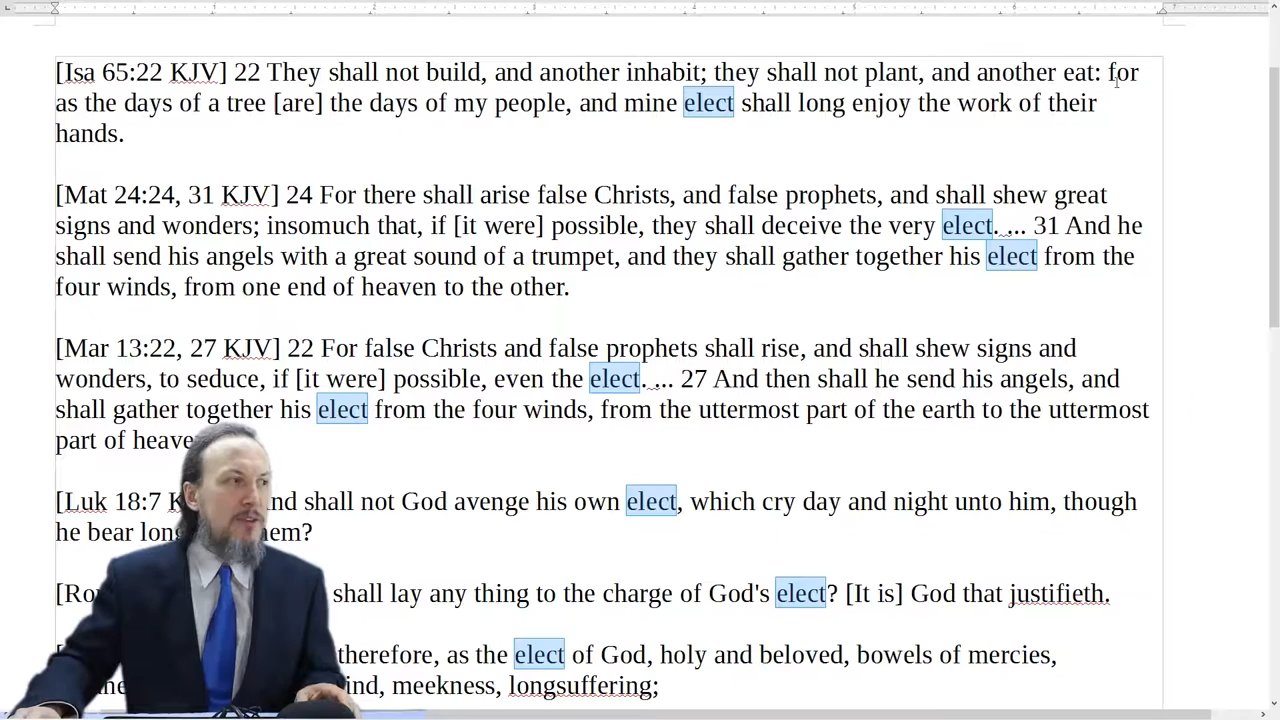 [Isa 65:22 KJV] 22 They shall not build, and another inhabit; they shall not plant, and another eat: for
as the days of a tree [are] the days of my people, and mine elect shall long enjoy the work of their
hands.
[Mat 24:24, 31 KJV] 24 For there shall arise false Christs, and false prophets, and shall shew great
signs and wonders; insomuch that, if [it were] possible, they shall deceive the very elect. ... 31 And he
shall send his angels with a great sound of a trumpet, and they shall gather together his elect from the
four winds, from one end of heaven to the other.
[Mar 13:22, 27 KJV] 22 For false Christs and false prophets shall rise, and shall shew signs and
wonders, to seduce, if [it were] possible, even the elect. ... 27 And then shall he send his angels, and
shall gather together his elect from the four winds, from the uttermost part of the earth to the uttermost
part of
[Luk 18:7 shall not God avenge his own elect, which cry day and night unto him, though
he bear
shall lay any thing to the charge of God's elect? [It is] God that justifieth.
therefore, as the elect of God, holy and beloved, bowels of mercies,
meekness, longsuffering;